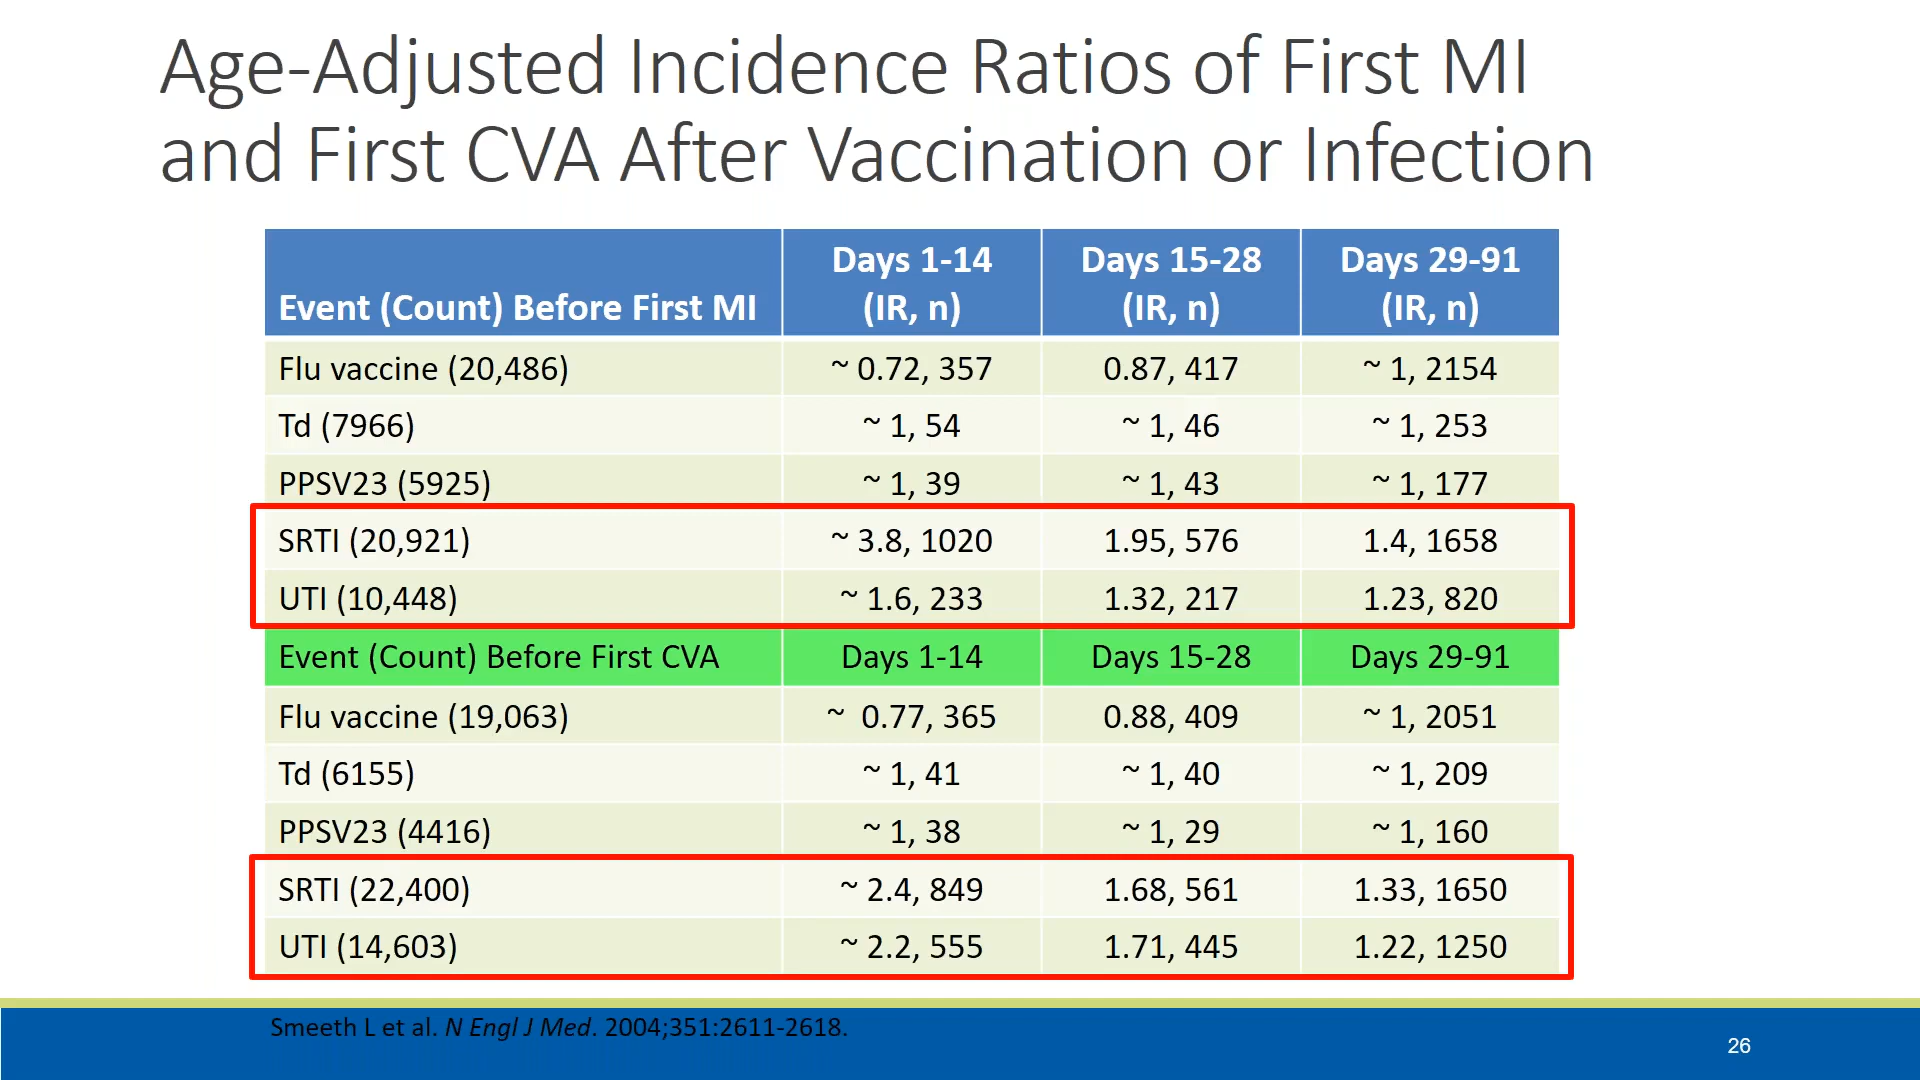 Age-Adjusted Incidence Ratios of First MI
and First CVA After Vaccination or Infection
Event (Count) Before First MI Days 1-14 (IR, n) Days 15-28 (IR, n) Days 29-91 (IR, n)
Flu vaccine (20,486) ~ 0.72, 357 0.87, 417 ~ 1, 2154
Td (7966) ~ 1, 54 ~ 1, 46 ~ 1, 253
PPSV23 (5925) ~ 1, 39 ~ 1, 43 ~ 1, 177
SRTI (20,921) ~ 3.8, 1020 1.95, 576 1.4, 1658
UTI (10,448) ~ 1.6, 233 1.32, 217 1.23, 820
Event (Count) Before First CVA Days 1-14 Days 15-28 Days 29-91
Flu vaccine (19,063) ~ 0.77, 365 0.88, 409 ~ 1, 2051
Td (6155) ~ 1, 41 ~ 1, 40 ~ 1, 209
PPSV23 (4416) ~ 1, 38 ~ 1, 29 ~ 1, 160
SRTI (22,400) ~ 2.4, 849 1.68, 561 1.33, 1650
UTI (14,603) ~ 2.2, 555 1.71, 445 1.22, 1250
Smeeth L et al. N Engl J Med. 2004;351:2611-2618.
26